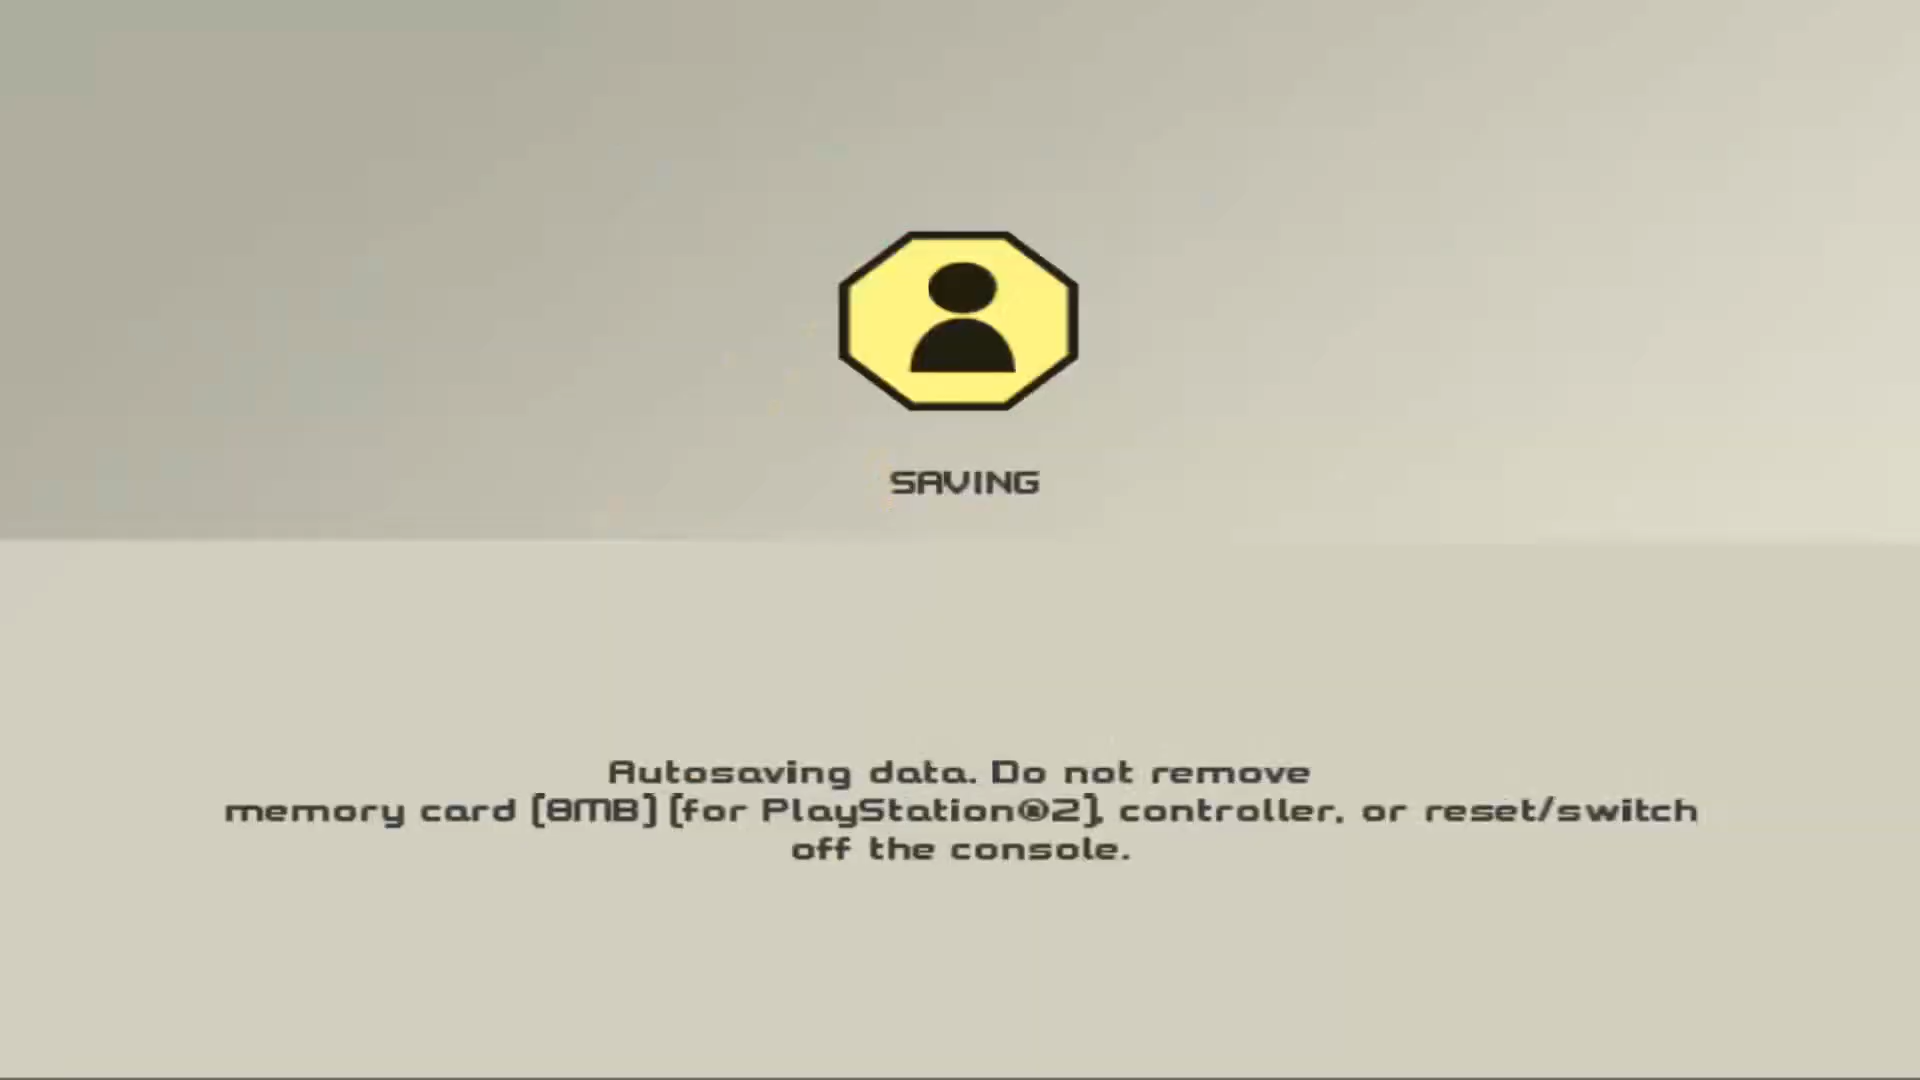 SAVING
Autosaving data. Do not remove
memory card (8MB) (for PlayStation®2), controller, or reset/switch
off the console.